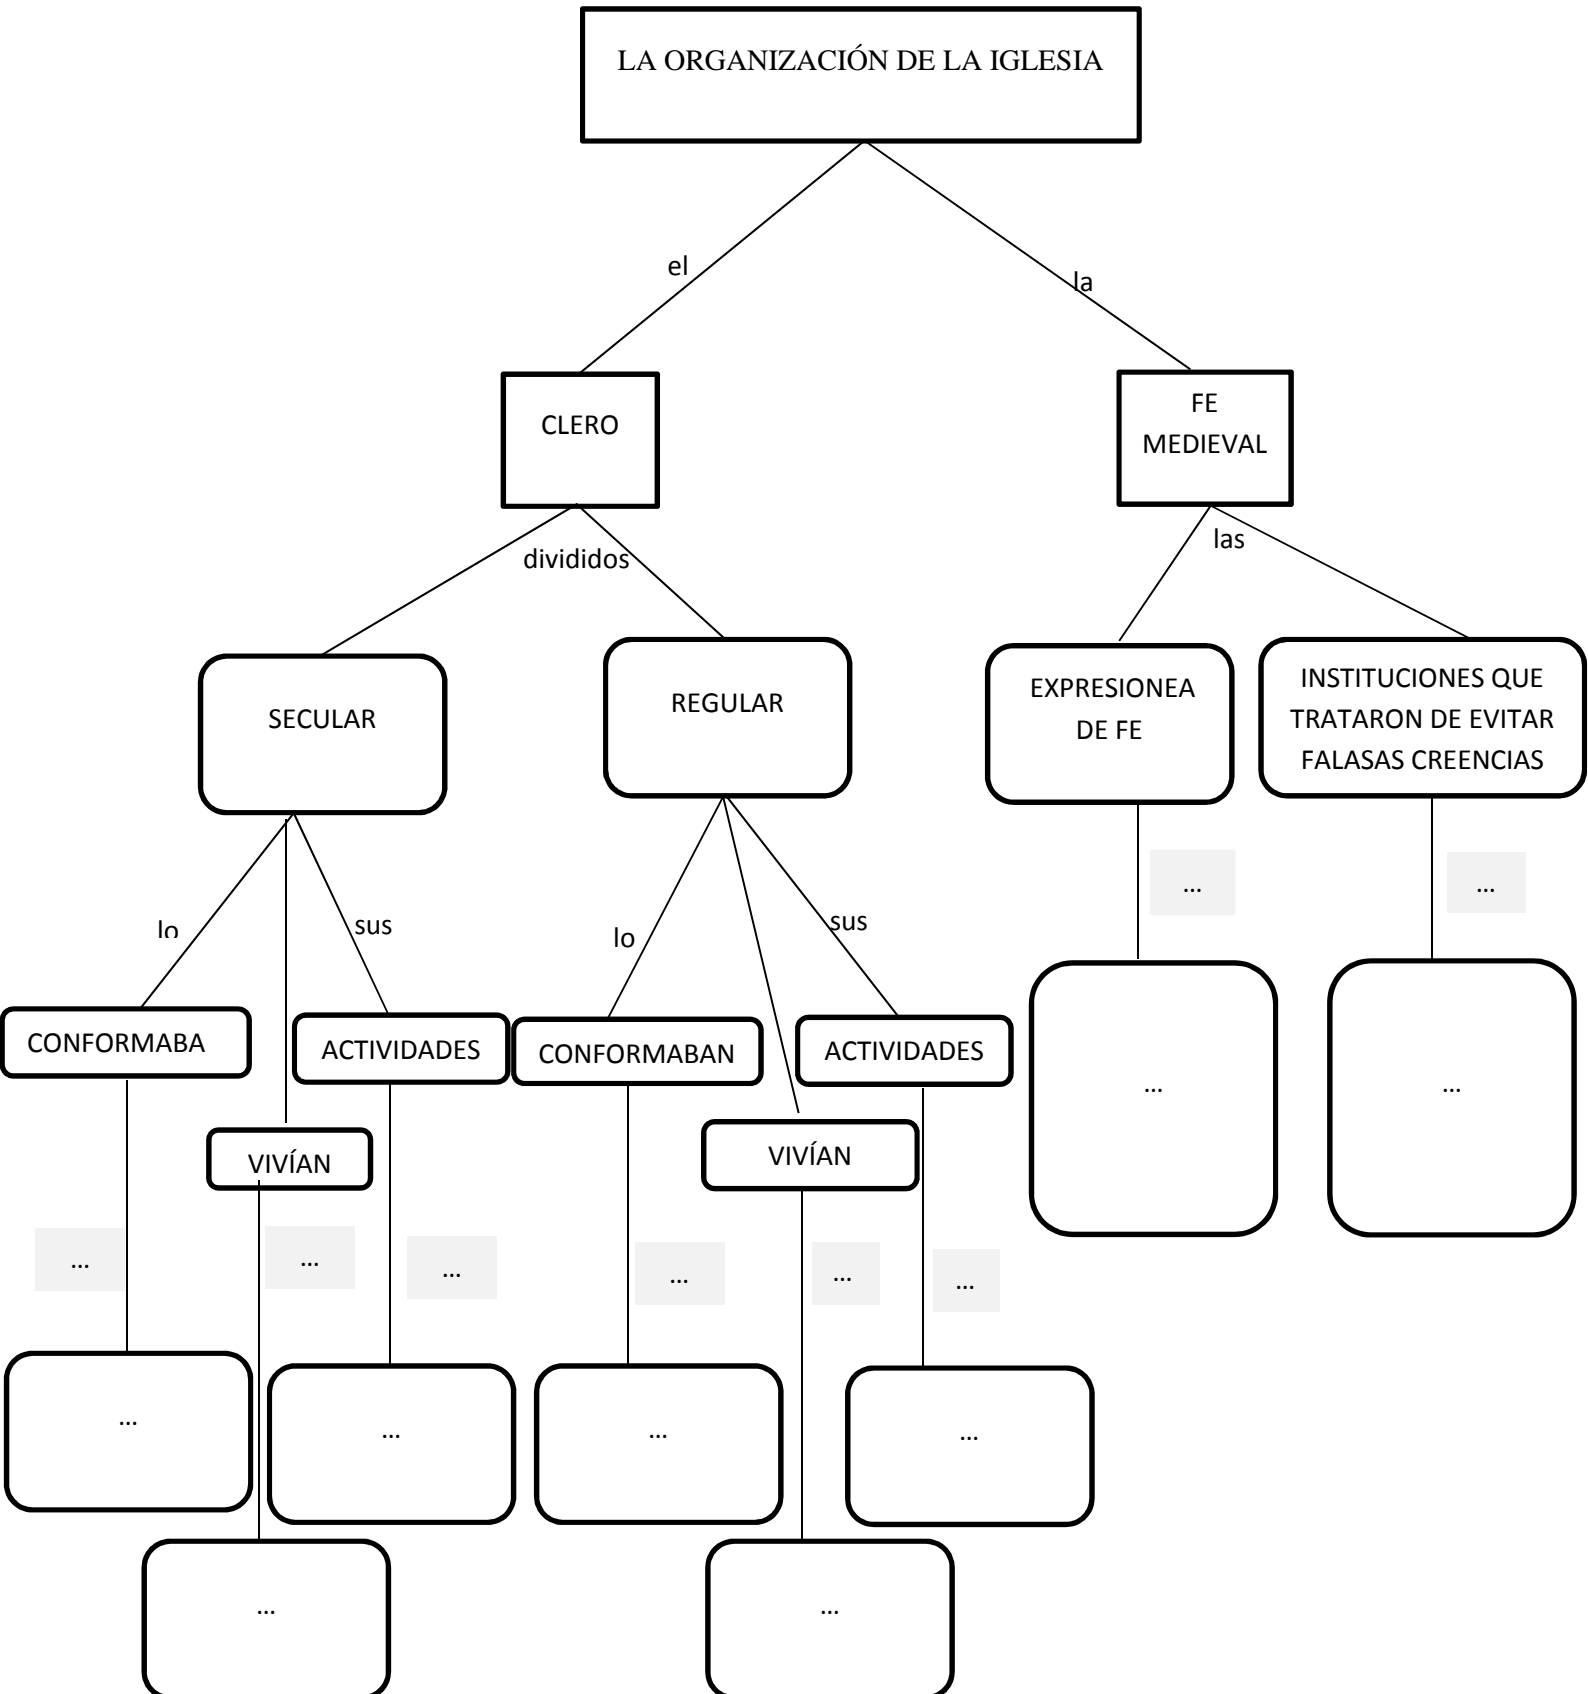 LA ORGANIZACIÓN DE LA IGLESIA
el
la
CLERO
FE
MEDIEVAL
divididos
las
SECULAR
REGULAR
EXPRESIONEA
DE FE
INSTITUCIONES QUE
TRATARON DE EVITAR
FALASAS CREENCIAS
...
...
lo
sus
lo
sus
CONFORMABA
ACTIVIDADES
CONFORMABAN
ACTIVIDADES
...
...
VIVÍAN
VIVÍAN
...
...
...
...
...
...
...
...
...
...
...
...